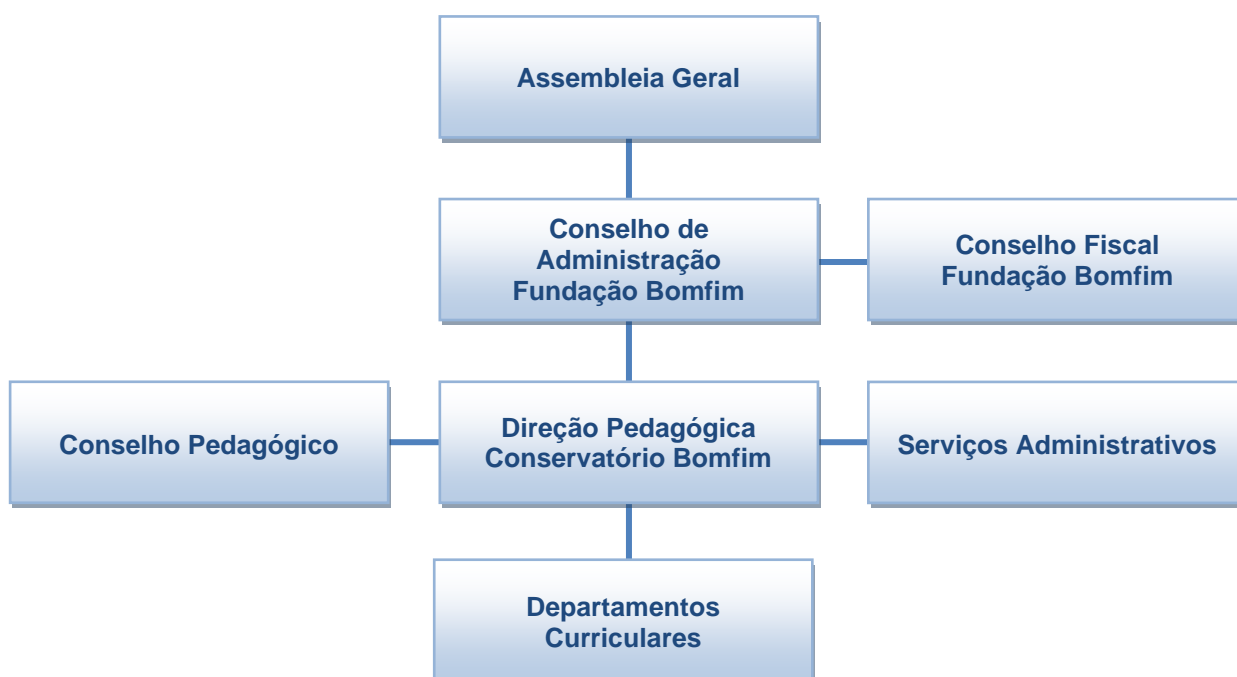 Assembleia Geral
Conselho de
Administração
Fundação Bomfim
Conselho Fiscal
Fundação Bomfim
Conselho Pedagógico
Direção Pedagógica
Conservatório Bomfim
Serviços Administrativos
Departamentos
Curriculares